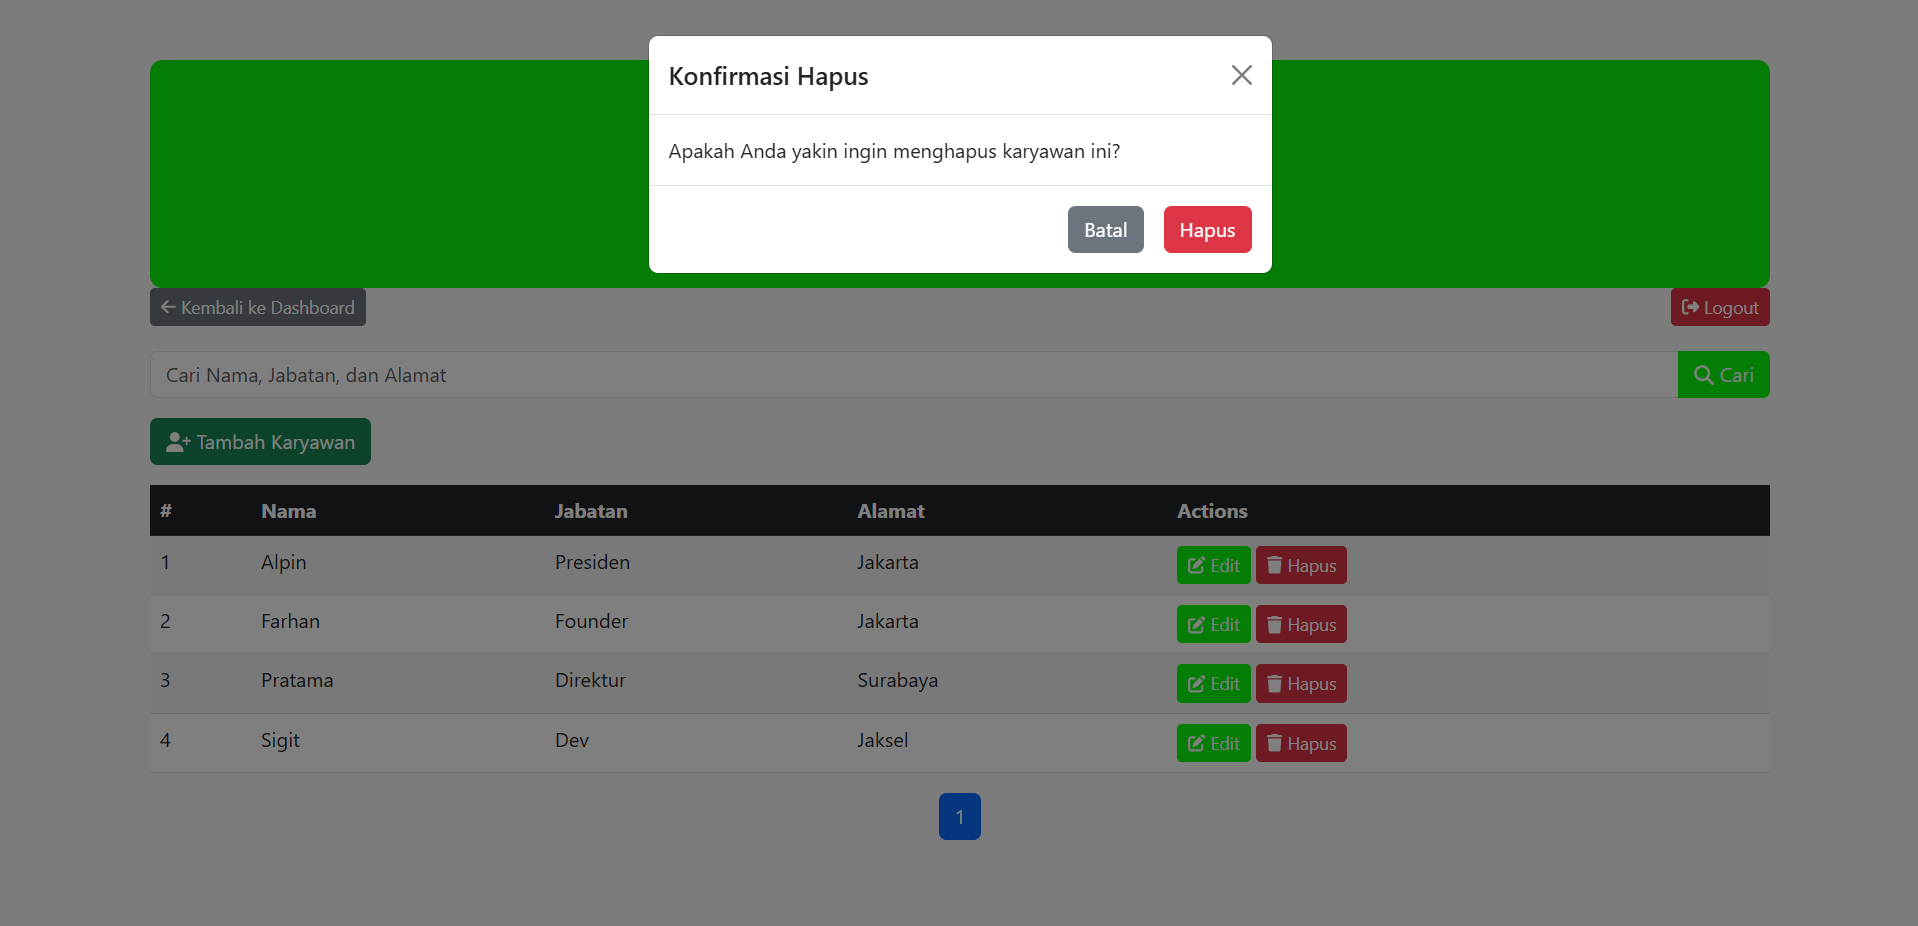 Konfirmasi Hapus
Apakah Anda yakin ingin menghapus karyawan ini?
Batal Hapus
Kembali ke Dashboard Logout
Cari Nama, Jabatan, dan Alamat Cari
Tambah Karyawan
# Nama Jabatan Alamat Actions
1 Alpin Presiden Jakarta Edit Hapus
2 Farhan Founder Jakarta Edit Hapus
3 Pratama Direktur Surabaya Edit Hapus
4 Sigit Dev Jaksel Edit Hapus
1